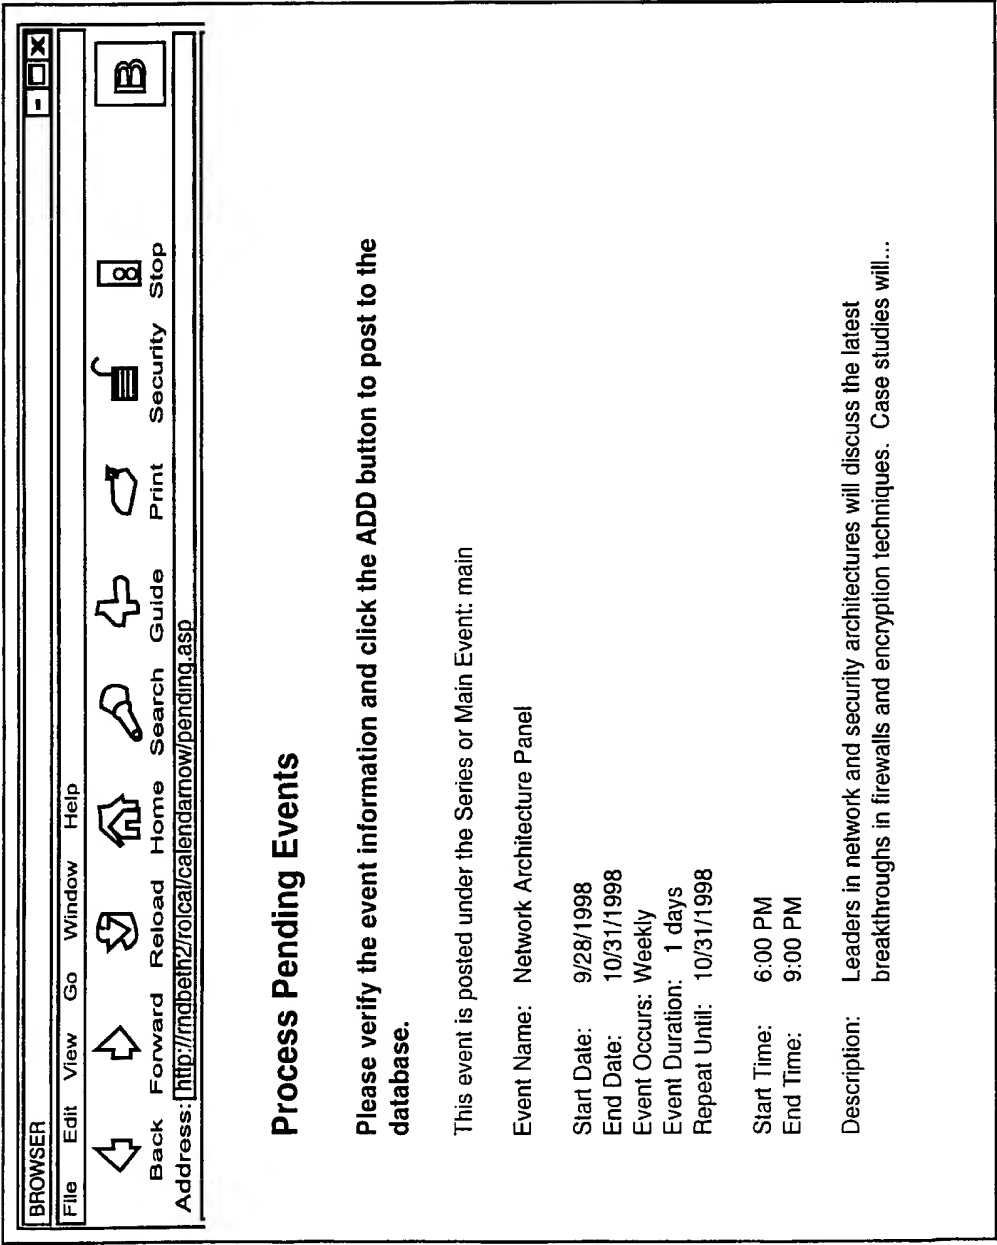 BROWSER
File Edit View Go Window Help
Back Forward Reload Home Search Guide Print Security Stop
B
Address: http://rndbeth2/rolcal/calendarnow/pending.asp
Process Pending Events
Please verify the event information and click the ADD button to post to the
database.
This event is posted under the Series or Main Event: main
Event Name: Network Architecture Panel
Start Date: 9/28/1998
End Date: 10/31/1998
Event Occurs: Weekly
Event Duration: 1 days
Repeat Until: 10/31/1998
Start Time: 6:00 PM
End Time: 9:00 PM
Description: Leaders in network and security architectures will discuss the latest
breakthroughs in firewalls and encryption techniques. Case studies will...